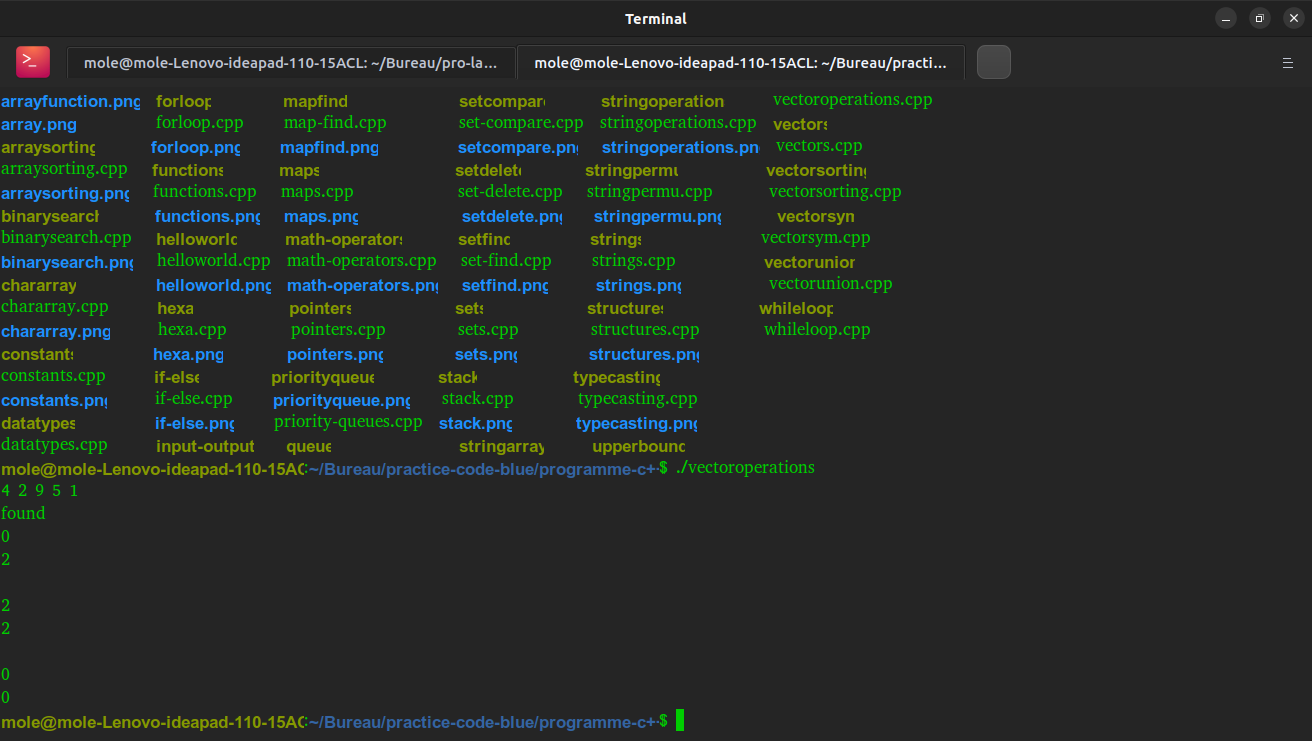 Terminal
mole@mole-Lenovo-ideapad-110-15ACL: ~/Bureau/pro-la... mole@mole-Lenovo-ideapad-110-15ACL: ~/Bureau/practi...
arrayfunction.png forloop mapfind setcompare stringoperation vectoroperations.cpp
array.png forloop.cpp map-find.cpp set-compare.cpp stringoperations.cpp vectors
arraysorting forloop.png mapfind.png setcompare.png stringoperations.png vectors.cpp
arraysorting.cpp functions maps setdelete stringpermu vectorsorting
arraysorting.png functions.cpp maps.cpp set-delete.cpp stringpermu.cpp vectorsorting.cpp
binarysearch functions.png maps.png setdelete.png stringpermu.png vectorsyn
binarysearch.cpp helloworld math-operators setfind strings vectorsym.cpp
binarysearch.png helloworld.cpp math-operators.cpp set-find.cpp strings.cpp vectorunion
chararray helloworld.png math-operators.png setfind.png strings.png vectorunion.cpp
chararray.cpp hexa pointers sets structures whileloop
chararray.png hexa.cpp pointers.cpp sets.cpp structures.cpp whileloop.cpp
constants hexa.png pointers.png sets.png structures.png
constants.cpp if-else priorityqueue stack typecasting
constants.png if-else.cpp priorityqueue.png stack.cpp typecasting.cpp
datatypes if-else.png priority-queues.cpp stack.png typecasting.png
datatypes.cpp input-output queue stringarray upperbound
mole@mole-Lenovo-ideapad-110-15AC:~/Bureau/practice-code-blue/programme-c+$ ./vectoroperations
4 2 9 5 1
found
0
2
2
2
0
0
mole@mole-Lenovo-ideapad-110-15AC:~/Bureau/practice-code-blue/programme-c+$